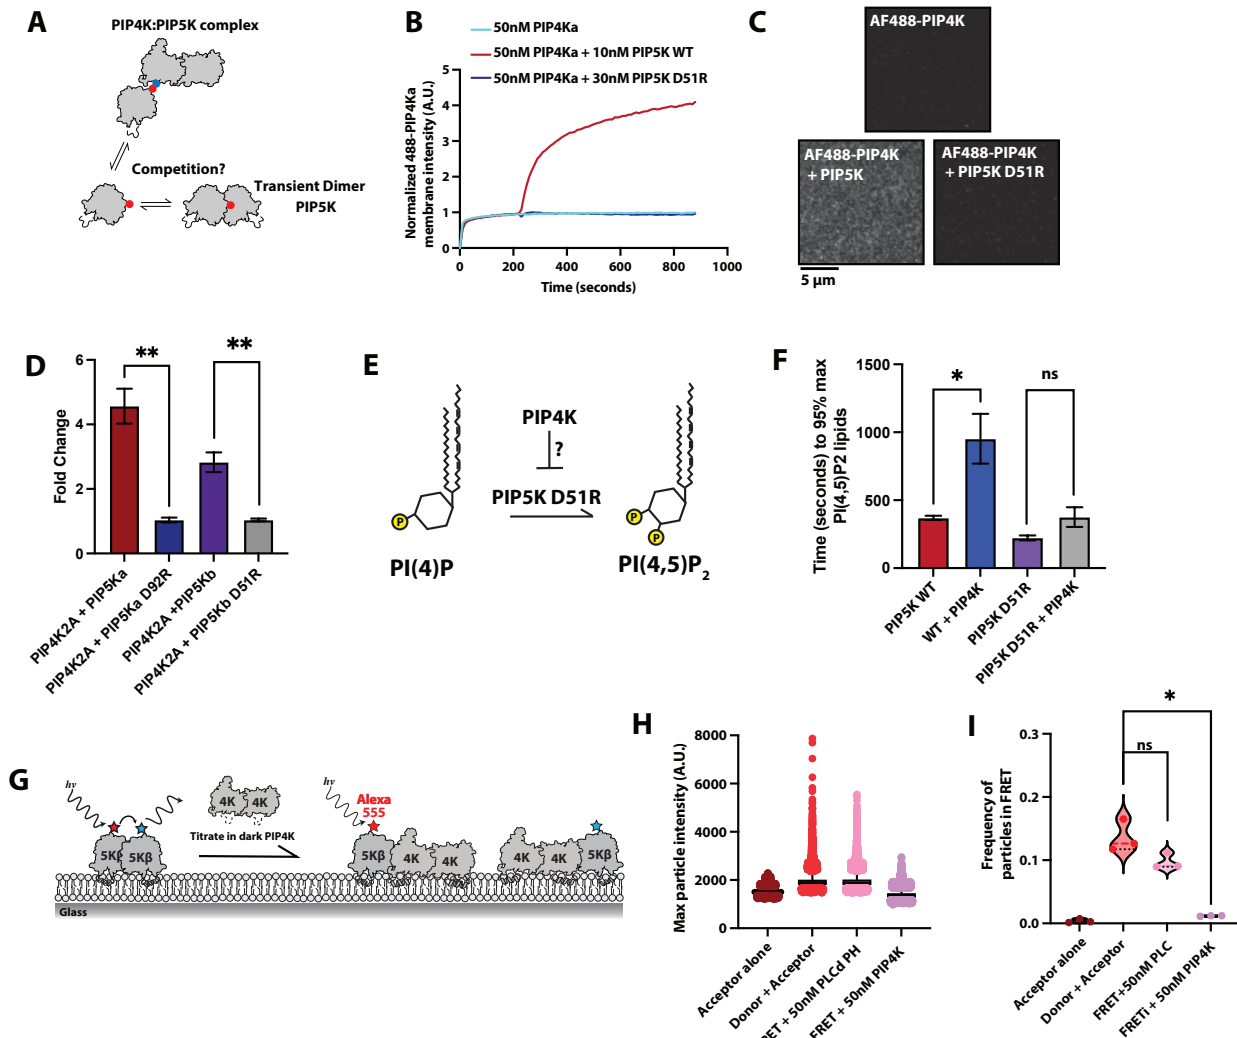 A
PIP4K:PIP5K complex
Competition?
Transient Dimer
PIP5K
B
50nM PIP4Ka
50nM PIP4Ka + 10nM PIP5K WT
50nM PIP4Ka + 30nM PIP5K D51R
Normalized 488-PIP4Ka
membrane intensity (A.U.)
5
4
3
2
1
0
0
200
400
600
800
1000
Time (seconds)
C
AF488-PIP4K
AF488-PIP4K
+ PIP5K
AF488-PIP4K
+ PIP5K D51R
5 µm
D
Fold Change
6
4
2
0
**
**
PIP4K2A + PIP5Ka
PIP4K2A + PIP5Ka D92R
PIP4K2A +PIP5Kb
PIP4K2A + PIP5Kb D51R
E
PIP4K
?
PIP5K D51R
P
PI(4)P
P
P
PI(4,5)P2
F
Time (seconds) to 95% max
PI(4,5)P2 lipids
1500
1000
500
0
*
ns
PIP5K WT
WT + PIP4K
PIP5K D51R
PIP5K D51R + PIP4K
G
hv
5Kβ
5Kβ
4K
4K
Titrate in dark PIP4K
hv
Alexa
555
5Kβ
4K
4K
4K
4K
5Kβ
Glass
H
Max particle intensity (A.U.)
8000
6000
4000
2000
0
Acceptor alone
Donor + Acceptor
RET + 50nM PLCd PH
FRET + 50nM PIP4K
I
Frequency of
particles in FRET
0.3
0.2
0.1
0.0
*
ns
Acceptor alone
Donor + Acceptor
FRET+50nM PLC
FRETi + 50nM PIP4K